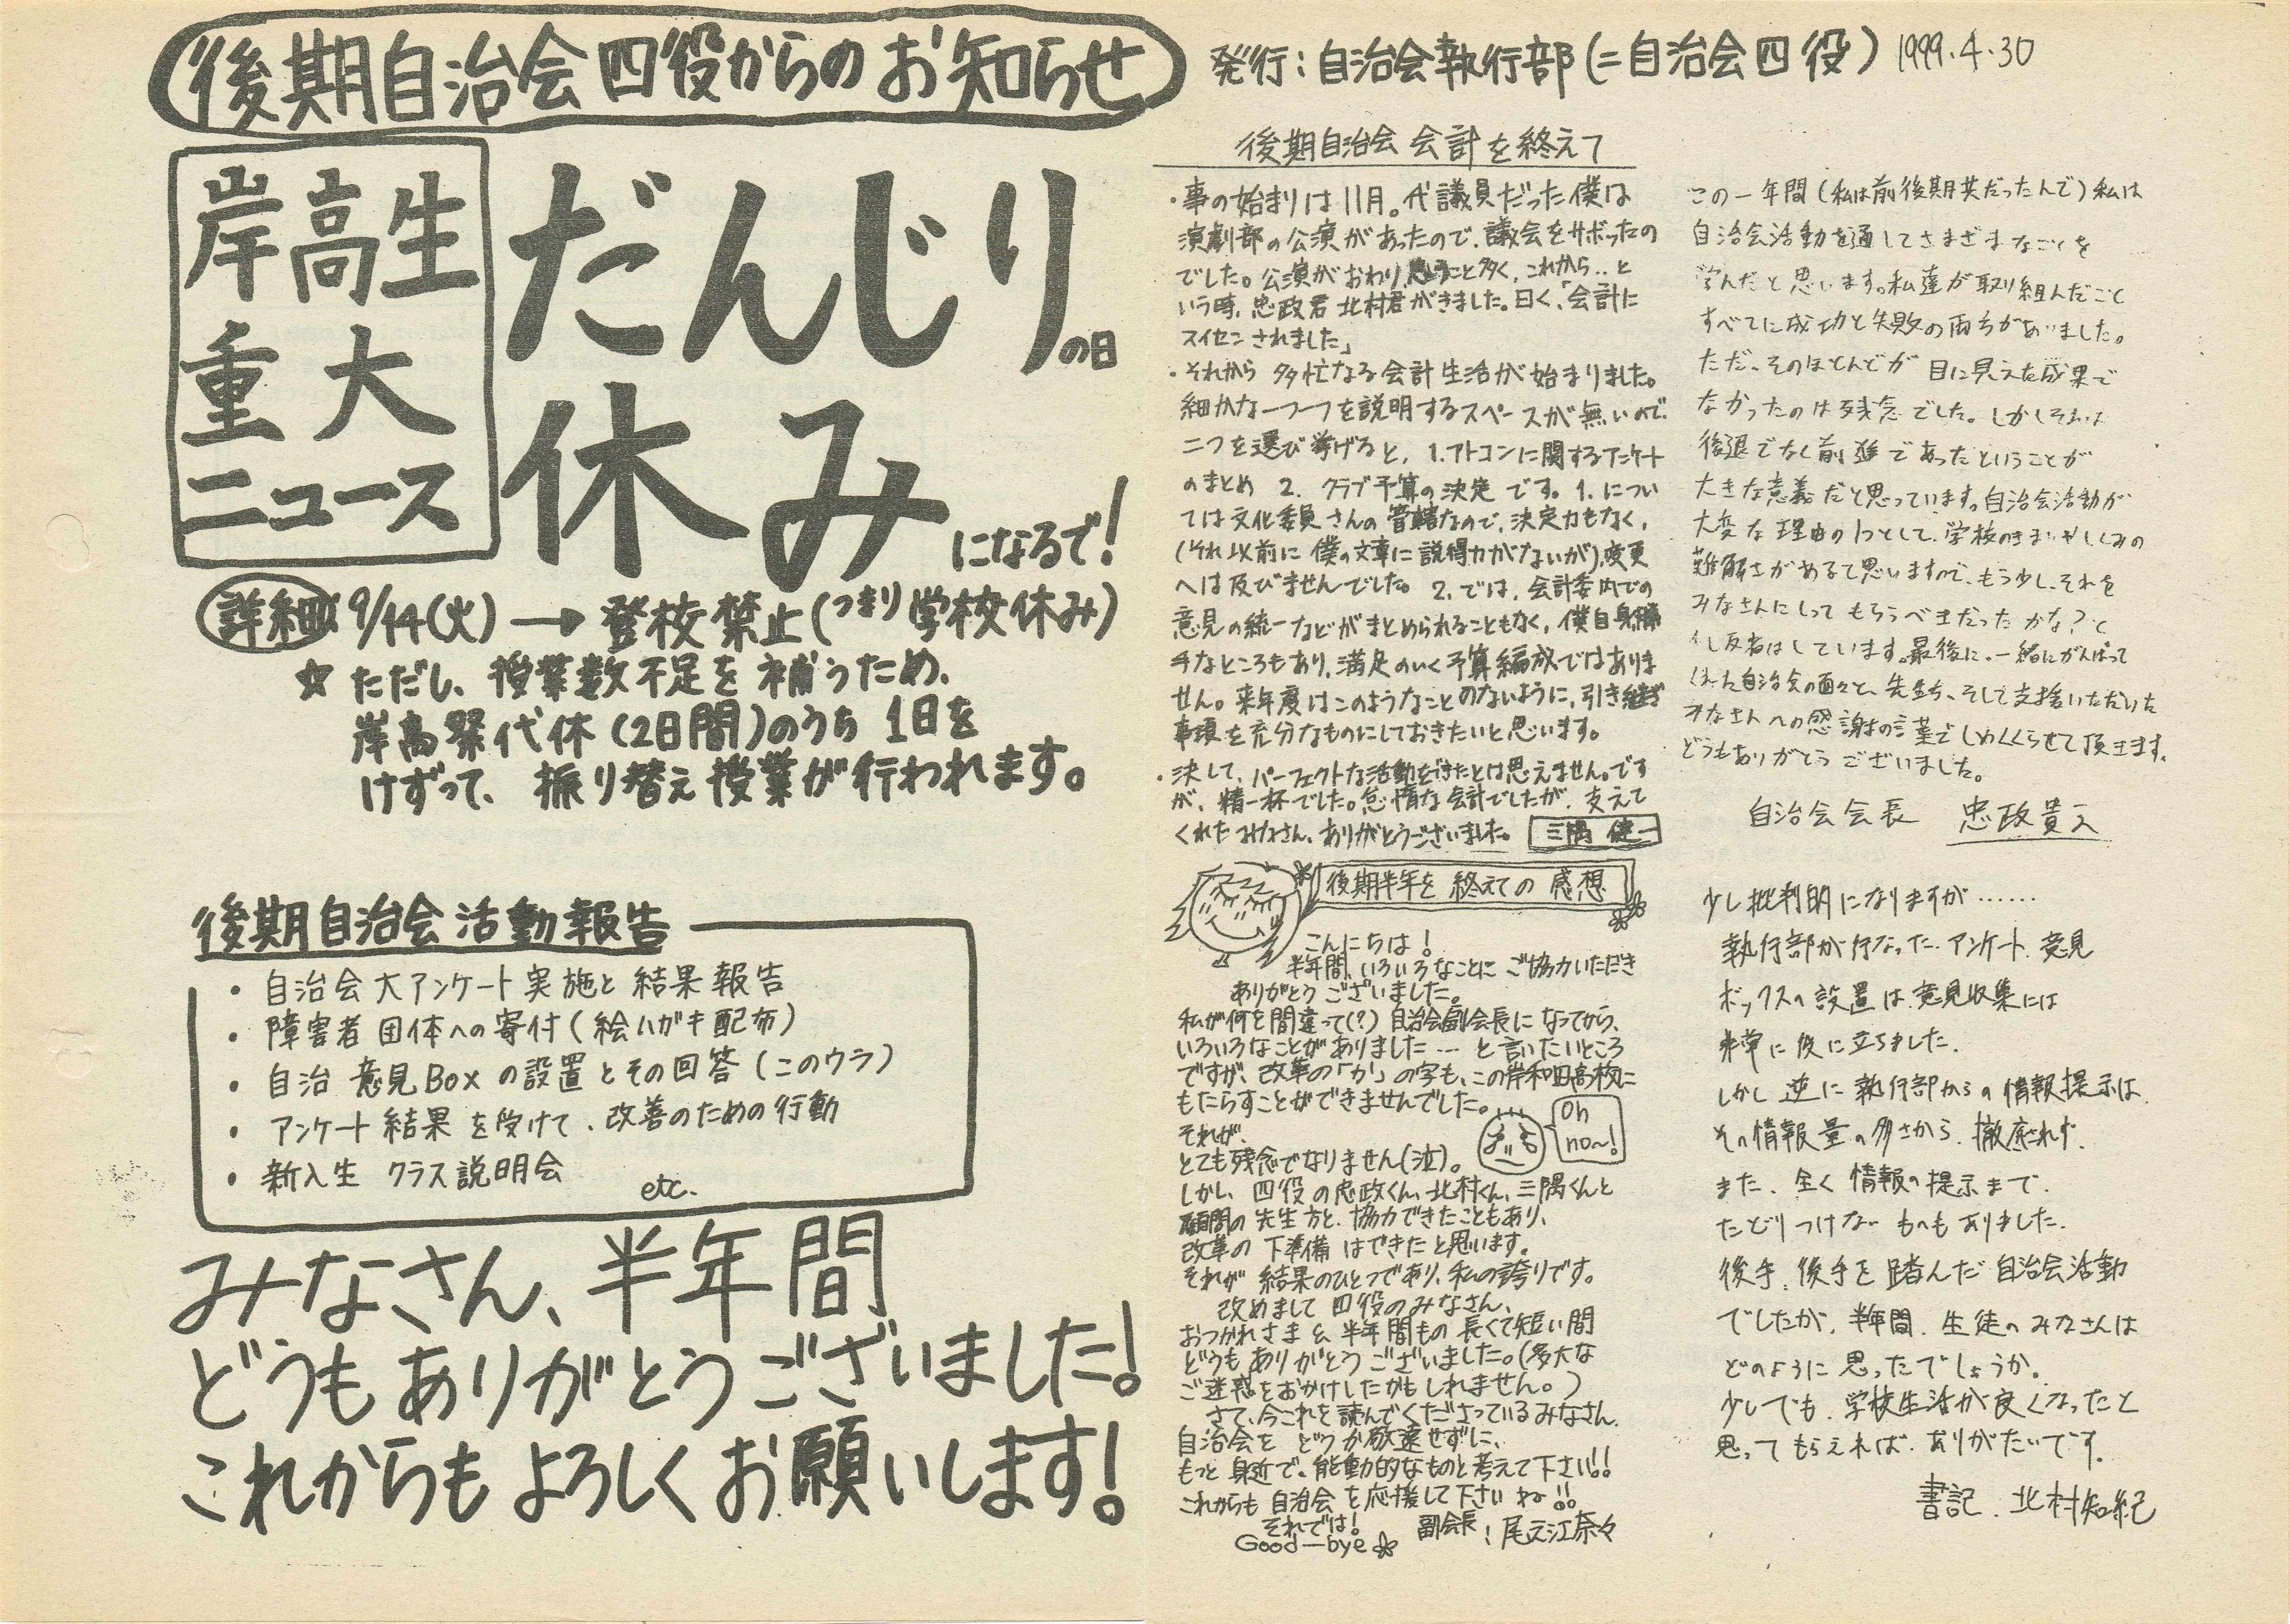 後期自治会四役からのお知らせ
発行：自治会執行部（＝自治会四役） 1999.4.30
岸高生
重大
ニュース
だんじりの日
休みになるで！
詳細 9/14(火) → 登校禁止(つまり学校休み)
☆ ただし、授業数不足を補うため、
岸高祭代休(2日間)のうち 1日を
けずって、振り替え授業が行われます。
後期自治会活動報告
・自治会大アンケート実施と結果報告
・障害者団体への寄付(絵ハガキ配布)
・自治 意見Boxの設置とその回答(このウラ)
・アンケート結果を受けて、改善のための行動
・新入生 クラス説明会
etc.
みなさん、半年間
どうもありがとうございました！
これからもよろしくお願いします！
後期自治会 会計を終えて
・事の始まりは11月。代議員だった僕は
演劇部の公演があったので、議会をサボったの
でした。公演がおわり、思うこと多く、これから‥と
いう時、忠政君 北村君がきました。曰く、「会計に
スイセンされました」
・それから 多忙なる会計生活が始まりました。
細かな一つ一つを説明するスペースが無いので、
二つを選び挙げると、1.アトコンに関するアンケート
のまとめ 2. クラブ予算の決定 です。1.につい
ては文化委員さんの管轄なので、決定力もなく、
(それ以前に僕の文章に説得力がないが)、変更
へは及びませんでした。2.では、会計委内での
意見の統一などがまとめられることもなく、僕自身勝
手なところもあり、満足のいく予算編成ではありま
せん。来年度はこのようなことのないように、引き継ぎ
事項を充分なものにしておきたいと思います。
・決して、パーフェクトな活動をできたとは思えません。です
が、精一杯でした。怠惰な会計でしたが、支えて
くれたみなさん、ありがとうございました。 三隅 健一
後期半年を終えての感想
こんにちは！
半年間、いろいろなことにご協力いただき
ありがとうございました。
私が何を間違って(?)自治会副会長になってから、
いろいろなことがありました…と言いたいところ
ですが、改革の「か」の字も、この岸和田高校に
もたらすことができませんでした。
それが、
とても残念でなりません(泣)。
Oh
no~!
しかし、四役の忠政くん、北村くん、三隅くんと
顧問の先生方と、協力できたこともあり、
改革の下準備はできたと思います。
それが結果のひとつであり、私の誇りです。
改めまして四役のみなさん、
おつかれさま＆半年間もの長くて短い間
どうもありがとうございました。(多大な
ご迷惑をおかけしたかもしれません。)
さて、今これを読んでくださっているみなさん、
自治会をどうか敬遠せずに、
もっと身近で、能動的なものと考えて下さい!!
これからも自治会を応援して下さいね!!
それでは！
Good-bye
副会長：尾之江奈々
この一年間(私は前後期共だったんで)私は
自治会活動を通してさまざまなことを
学んだと思います。私達が取り組んだこと
すべてに成功と失敗の両方がありました。
ただ、そのほとんどが目に見えた成果で
なかったのは残念でした。しかしそれは
後退でなく前進であったということが
大きな意義だと思っています。自治会活動が
大変な理由の1つとして、学校のきまりやしくみの
難解さがあると思いますので、もう少し、それを
みなさんにしってもらうべきだったかな？と
少し反省はしています。最後に、一緒にがんばって
くれた自治会の面々と、先生方、そして支援いただいた
みなさんへの感謝の言葉でしめくくらせて頂きます。
どうもありがとうございました。
自治会会長 忠政貴之
少し批判的になりますが……
執行部が行なった、アンケート、意見
ボックスの設置は、意見収集には
非常に役に立ちました。
しかし逆に執行部からの情報提示は、
その情報量の多さから、徹底されず、
また、全く情報の提示まで、
たどりつけないものもありました。
後手、後手を踏んだ自治会活動
でしたが、半年間、生徒のみなさんは
どのように思ったでしょうか。
少しでも、学校生活が良くなったと
思ってもらえれば、ありがたいです。
書記、北村知紀